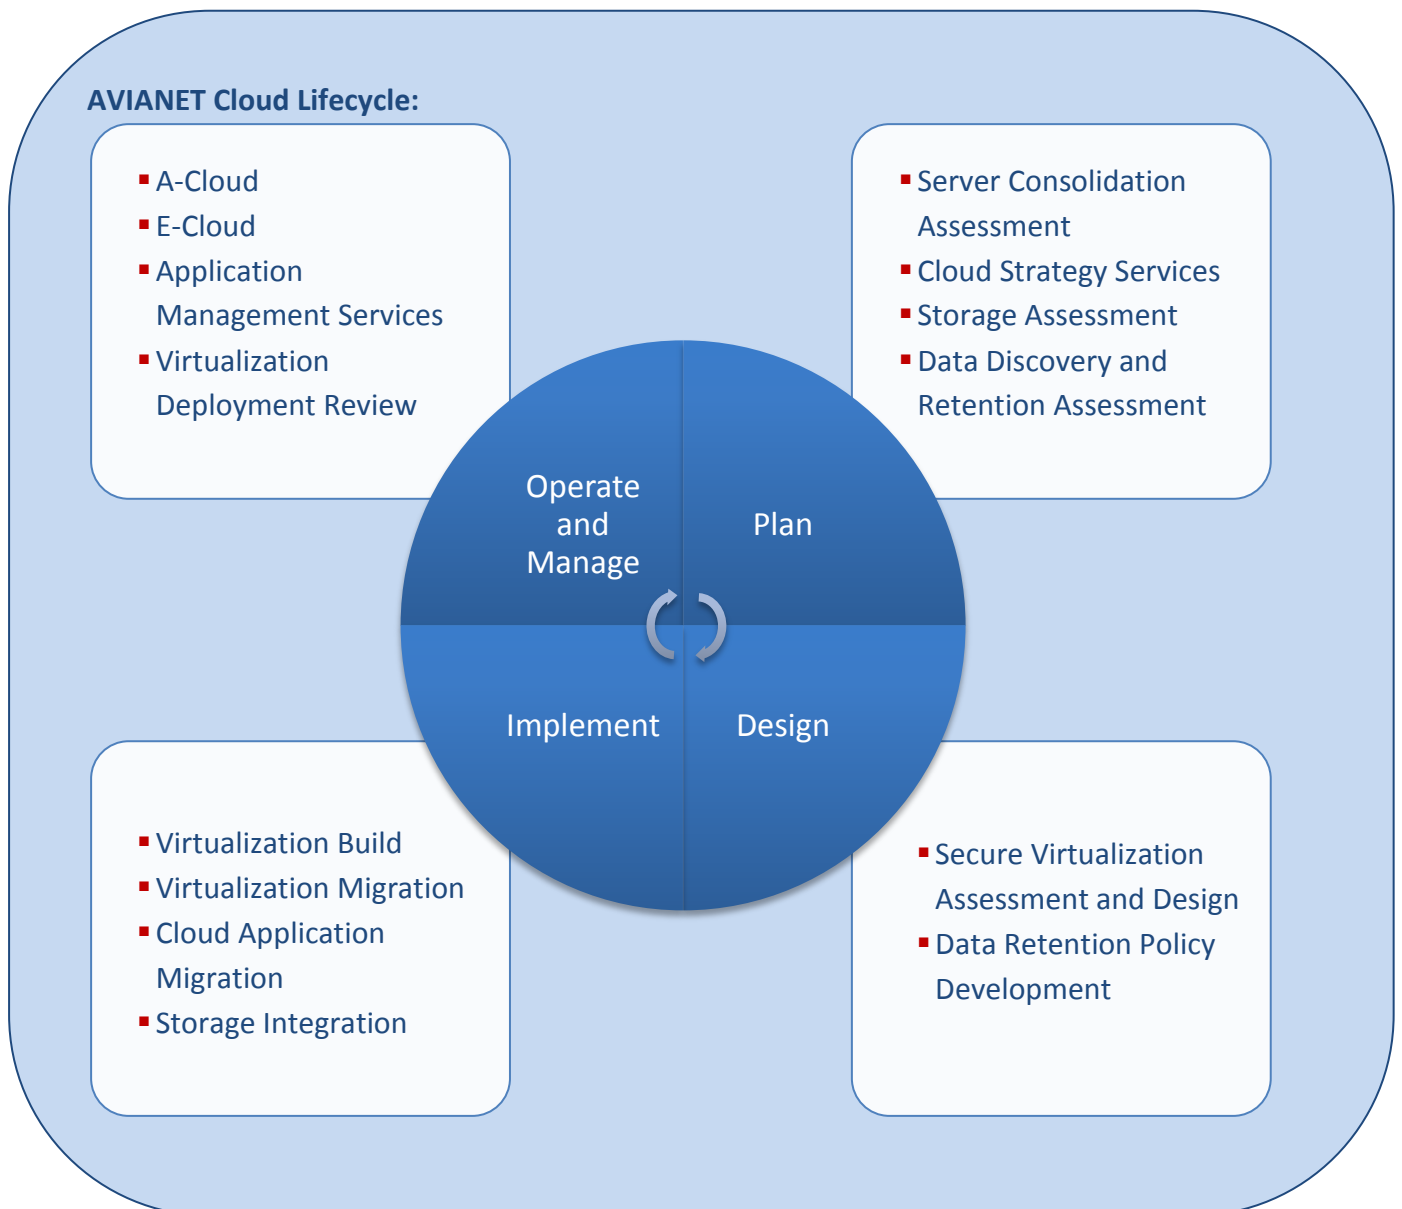 AVIANET Cloud Lifecycle:
A-Cloud
E-Cloud
Application
Management Services
Virtualization
Deployment Review
Server Consolidation
Assessment
Cloud Strategy Services
Storage Assessment
Data Discovery and
Retention Assessment
Operate
and
Manage
Plan
Implement
Design
Virtualization Build
Virtualization Migration
Cloud Application
Migration
Storage Integration
Secure Virtualization
Assessment and Design
Data Retention Policy
Development